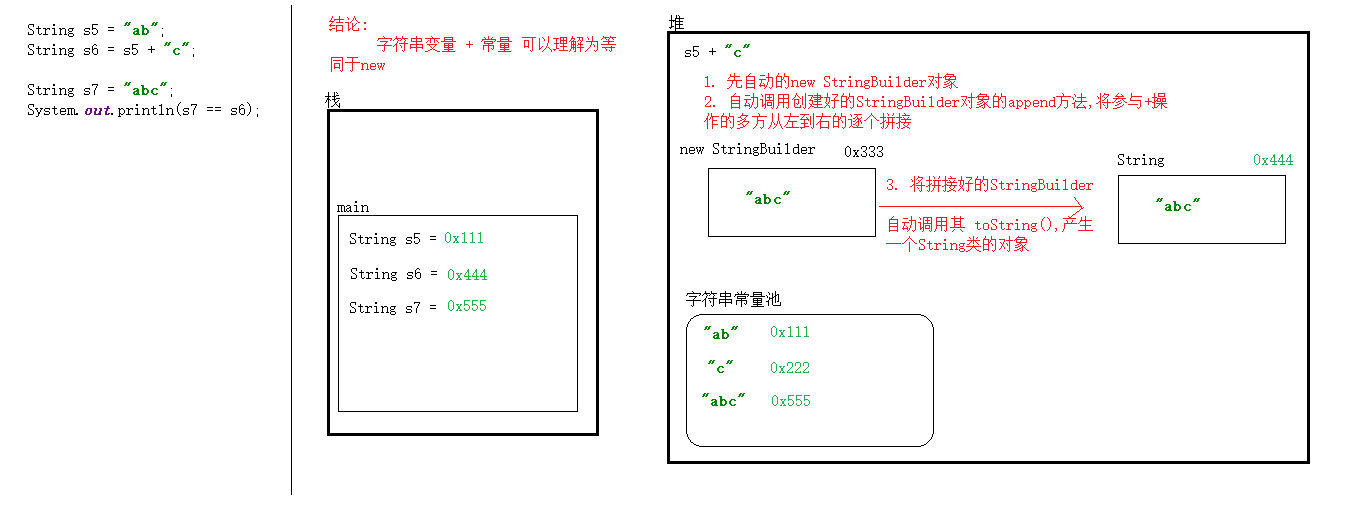 String s5 = "ab";
String s6 = s5 + "c";
String s7 = "abc";
System.out.println(s7 == s6);
结论:
字符串变量 + 常量 可以理解为等
同于new
栈
main
String s5 = 0x111
String s6 = 0x444
String s7 = 0x555
堆
s5 + "c"
1. 先自动的new StringBuilder对象
2. 自动调用创建好的StringBuilder对象的append方法,将参与+操
作的多方从左到右的逐个拼接
new StringBuilder 0x333
"abc"
3. 将拼接好的StringBuilder
自动调用其 toString(),产生
一个String类的对象
String 0x444
"abc"
字符串常量池
"ab" 0x111
"c" 0x222
"abc" 0x555